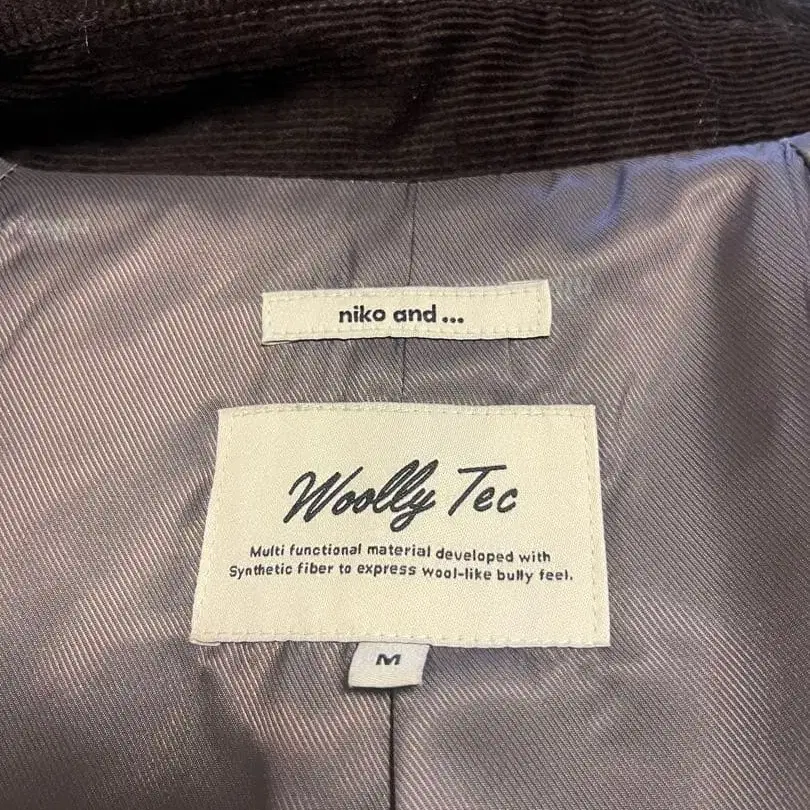 niko and ...
Woolly Tec
Multi functional material developed with
Synthetic fiber to express wool-like bully feel.
M